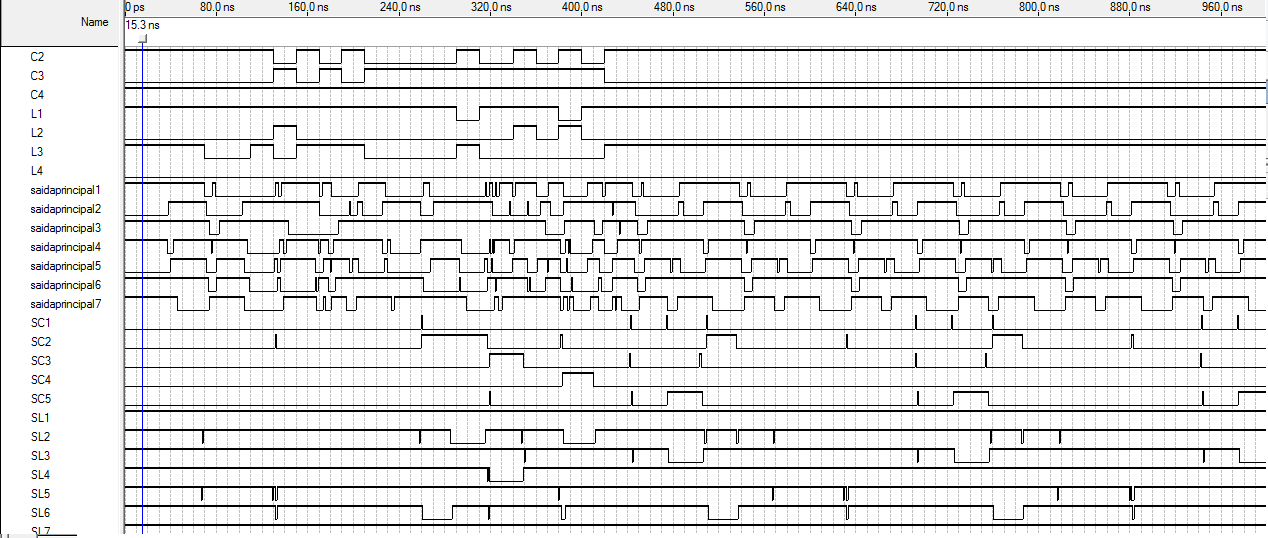 0 ps 80.0 ns 160.0 ns 240.0 ns 320.0 ns 400.0 ns 480.0 ns 560.0 ns 640.0 ns 720.0 ns 800.0 ns 880.0 ns 960.0 ns
Name
15.3 ns
C2
C3
C4
L1
L2
L3
L4
saidaprincipal1
saidaprincipal2
saidaprincipal3
saidaprincipal4
saidaprincipal5
saidaprincipal6
saidaprincipal7
SC1
SC2
SC3
SC4
SC5
SL1
SL2
SL3
SL4
SL5
SL6
SL7